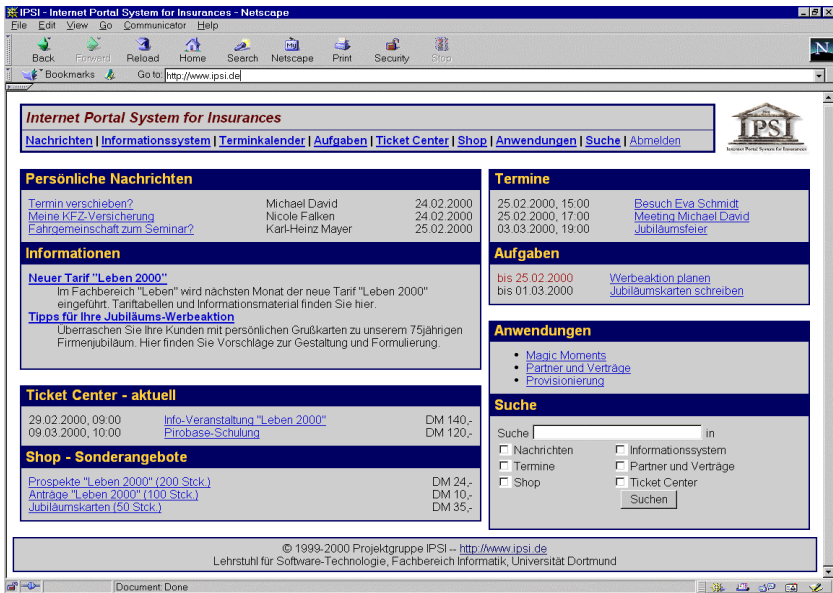 IPSI - Internet Portal System for Insurances - Netscape
File Edit View Go Communicator Help
Back Forward Reload Home Search Netscape Print Security Stop
Bookmarks Go to: http://www.ipsi.de
Internet Portal System for Insurances
Nachrichten | Informationssystem | Terminkalender | Aufgaben | Ticket Center | Shop | Anwendungen | Suche | Abmelden
IPSI
Internet Portal System for Insurances
Persönliche Nachrichten
Termin verschieben? Michael David 24.02.2000
Meine KFZ-Versicherung Nicole Falken 24.02.2000
Fahrgemeinschaft zum Seminar? Karl-Heinz Mayer 25.02.2000
Informationen
Neuer Tarif "Leben 2000"
Im Fachbereich "Leben" wird nächsten Monat der neue Tarif "Leben 2000"
eingeführt. Tariftabellen und Informationsmaterial finden Sie hier.
Tipps für Ihre Jubiläums-Werbeaktion
Überraschen Sie Ihre Kunden mit persönlichen Grußkarten zu unserem 75jährigen
Firmenjubiläum. Hier finden Sie Vorschläge zur Gestaltung und Formulierung.
Ticket Center - aktuell
29.02.2000, 09:00 Info-Veranstaltung "Leben 2000" DM 140,-
09.03.2000, 10:00 Pirobase-Schulung DM 120,-
Shop - Sonderangebote
Prospekte "Leben 2000" (200 Stck.) DM 24,-
Anträge "Leben 2000" (100 Stck.) DM 10,-
Jubiläumskarten (50 Stck.) DM 35,-
Termine
25.02.2000, 15:00 Besuch Eva Schmidt
25.02.2000, 17:00 Meeting Michael David
03.03.2000, 19:00 Jubiläumsfeier
Aufgaben
bis 25.02.2000 Werbeaktion planen
bis 01.03.2000 Jubiläumskarten schreiben
Anwendungen
Magic Moments
Partner und Verträge
Provisionierung
Suche
Suche in
Nachrichten Informationssystem
Termine Partner und Verträge
Shop Ticket Center
Suchen
© 1999-2000 Projektgruppe IPSI -- http://www.ipsi.de
Lehrstuhl für Software-Technologie, Fachbereich Informatik, Universität Dortmund
Document: Done